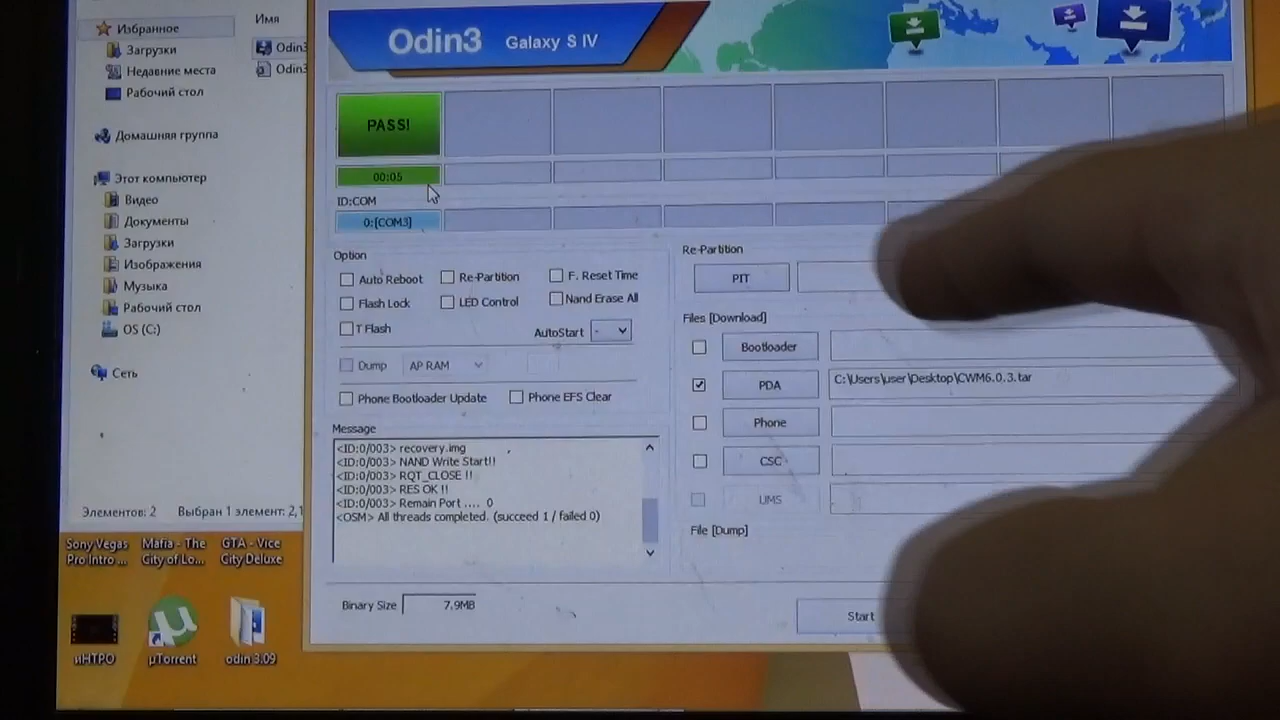 Имя
Избранное
Загрузки
Недавние места
Рабочий стол
Домашняя группа
Этот компьютер
Видео
Документы
Загрузки
Изображения
Музыка
Рабочий стол
OS (C:)
Сеть
Odin3
Odin3
Элементов: 2 Выбран 1 элемент: 2,1
Sony Vegas
Pro Intro ...
Mafia - The
City of Lo...
GTA - Vice
City Deluxe
иНТРО
µTorrent
odin 3.09
Odin3 Galaxy S IV
PASS!
00:05
ID:COM
0:[COM3]
Option
Auto Reboot Re-Partition F. Reset Time
Flash Lock LED Control Nand Erase All
T Flash AutoStart -
Dump AP RAM
Phone Bootloader Update Phone EFS Clear
Message
<ID:0/003> recovery.img
<ID:0/003> NAND Write Start!!
<ID:0/003> RQT_CLOSE !!
<ID:0/003> RES OK !!
<ID:0/003> Remain Port .... 0
<OSM> All threads completed. (succeed 1 / failed 0)
Binary Size 7.9MB
Re-Partition
PIT
Files [Download]
Bootloader
PDA C:\Users\user\Desktop\CWM6.0.3.tar
Phone
CSC
UMS
File [Dump]
Start